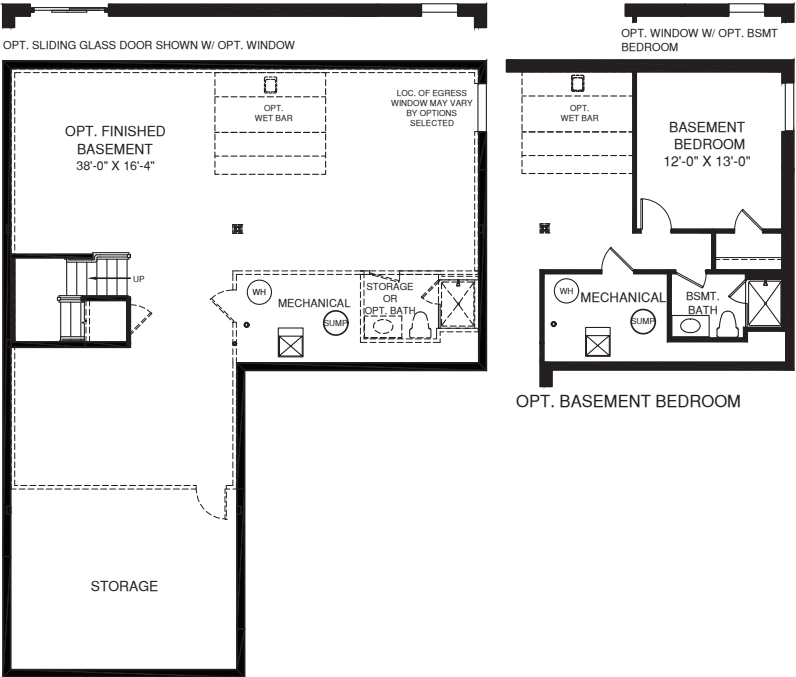 OPT. SLIDING GLASS DOOR SHOWN W/ OPT. WINDOW
OPT. WINDOW W/ OPT. BSMT
BEDROOM
OPT. FINISHED
BASEMENT
38'-0" X 16'-4"
OPT.
WET BAR
LOC. OF EGRESS
WINDOW MAY VARY
BY OPTIONS
SELECTED
UP
WH
MECHANICAL
SUMP
STORAGE
OR
OPT. BATH
STORAGE
OPT.
WET BAR
BASEMENT
BEDROOM
12'-0" X 13'-0"
WH
MECHANICAL
SUMP
BSMT.
BATH
OPT. BASEMENT BEDROOM